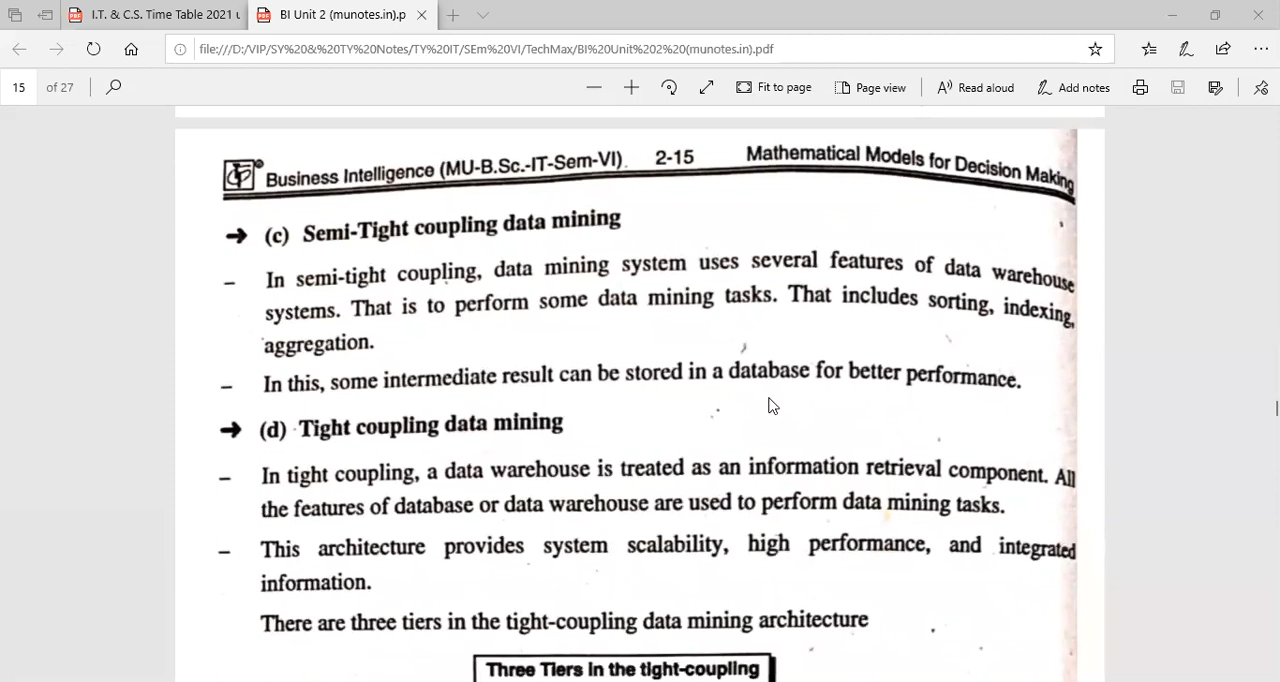 I.T. & C.S. Time Table 2021 u
BI Unit 2 (munotes.in).p
file:///D:/VIP/SY%20&%20TY%20Notes/TY%20IT/SEm%20VI/TechMax/BI%20Unit%202%20(munotes.in).pdf
15 of 27
Fit to page
Page view
Read aloud
Add notes
Business Intelligence (MU-B.Sc.-IT-Sem-VI) 2-15 Mathematical Models for Decision Making
➔ (c) Semi-Tight coupling data mining
– In semi-tight coupling, data mining system uses several features of data warehouse
systems. That is to perform some data mining tasks. That includes sorting, indexing,
aggregation.
– In this, some intermediate result can be stored in a database for better performance.
➔ (d) Tight coupling data mining
– In tight coupling, a data warehouse is treated as an information retrieval component. All
the features of database or data warehouse are used to perform data mining tasks.
– This architecture provides system scalability, high performance, and integrated
information.
There are three tiers in the tight-coupling data mining architecture
Three Tiers in the tight-coupling